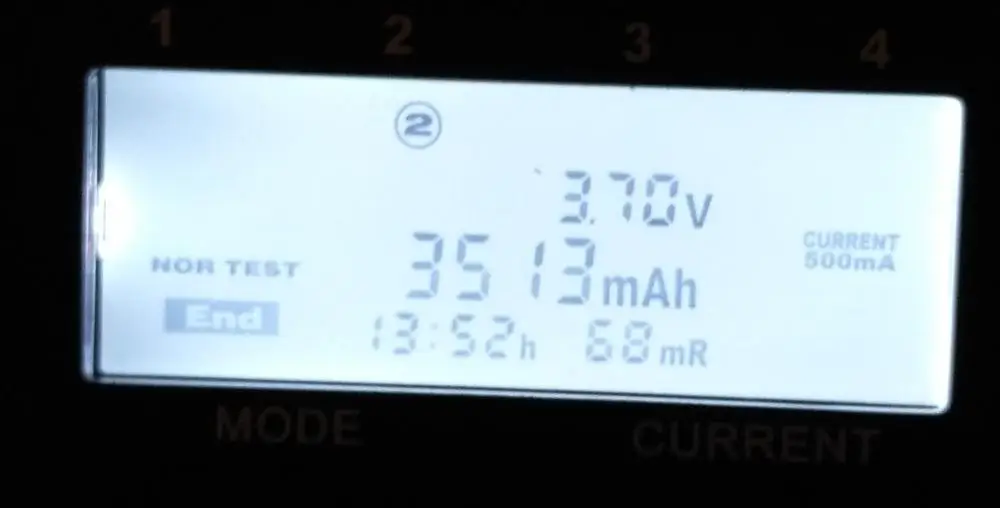 1 2 3 4
2
3.70V
CURRENT
500mA
NOR TEST
3513mAh
End
13:52h 68mR
MODE CURRENT